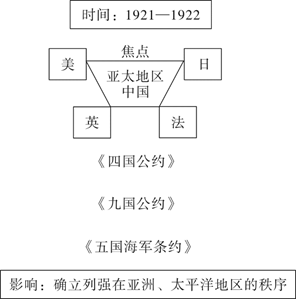 时间：1921—1922
焦点
美
日
亚太地区
中国
英
法
《四国公约》
《九国公约》
《五国海军条约》
影响：确立列强在亚洲、太平洋地区的秩序